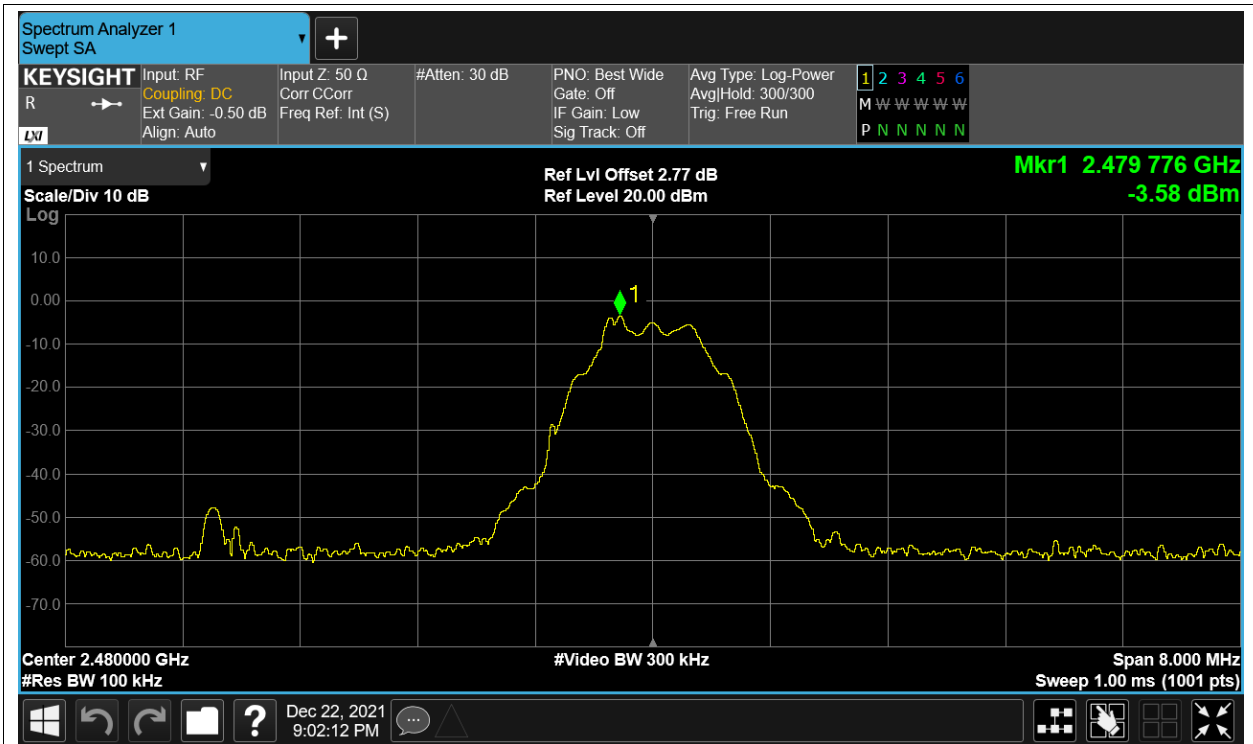 Spectrum Analyzer 1
Swept SA
KEYSIGHT
R
LXI
Input: RF
Coupling: DC
Ext Gain: -0.50 dB
Align: Auto
Input Z: 50 Ω
Corr CCorr
Freq Ref: Int (S)
#Atten: 30 dB
PNO: Best Wide
Gate: Off
IF Gain: Low
Sig Track: Off
Avg Type: Log-Power
Avg|Hold: 300/300
Trig: Free Run
1 2 3 4 5 6
M W W W W W W
P N N N N N
1 Spectrum
Scale/Div 10 dB
Log
Ref Lvl Offset 2.77 dB
Ref Level 20.00 dBm
Mkr1 2.479 776 GHz
-3.58 dBm
10.0
0.00
1
-10.0
-20.0
-30.0
-40.0
-50.0
-60.0
-70.0
Center 2.480000 GHz
#Res BW 100 kHz
#Video BW 300 kHz
Span 8.000 MHz
Sweep 1.00 ms (1001 pts)
?
Dec 22, 2021
9:02:12 PM